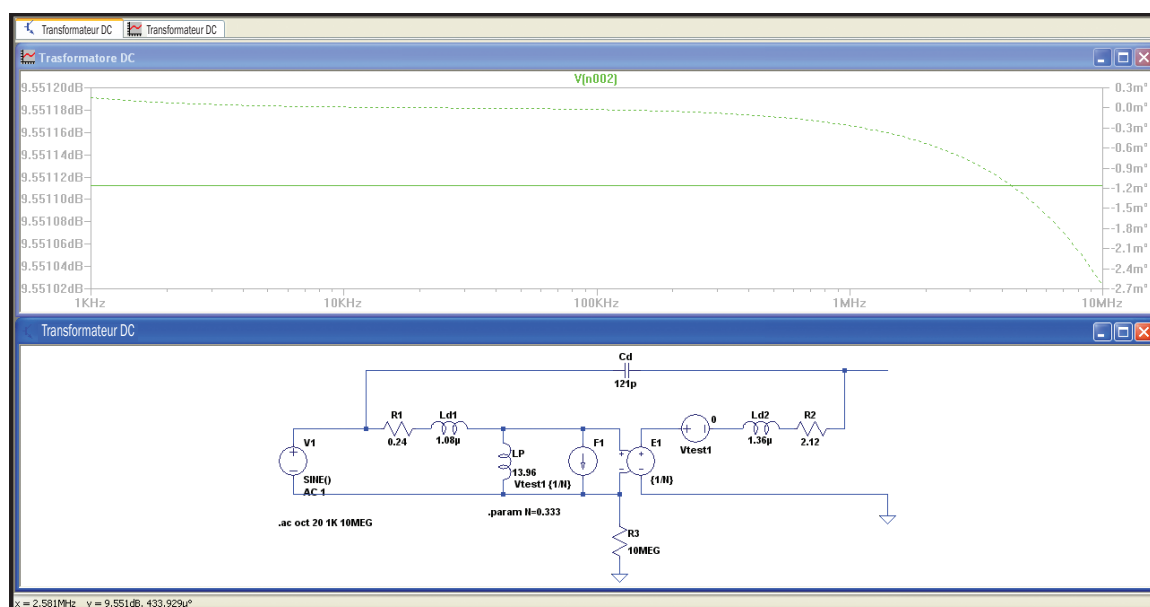 Transformateur DC Transformateur DC
Trasformatore DC
V(n002)
9.55120dB 0.3m°
9.55118dB 0.0m°
9.55116dB -0.3m°
9.55114dB -0.6m°
9.55112dB -0.9m°
9.55110dB -1.2m°
9.55108dB -1.5m°
9.55106dB -1.8m°
9.55104dB -2.1m°
9.55102dB -2.4m°
-2.7m°
1KHz 10KHz 100KHz 1MHz 10MHz
Transformateur DC
Cd
121p
R1 Ld1 0 Ld2 R2
0.24 1.08µ Vtest1 1.36µ 2.12
V1 LP F1 E1
SINE() 13.96
AC 1 Vtest1 {1/N} {1/N}
.ac oct 20 1K 10MEG .param N=0.333
R3
10MEG
x = 2.581MHz y = 9.551dB, 433.929µ°